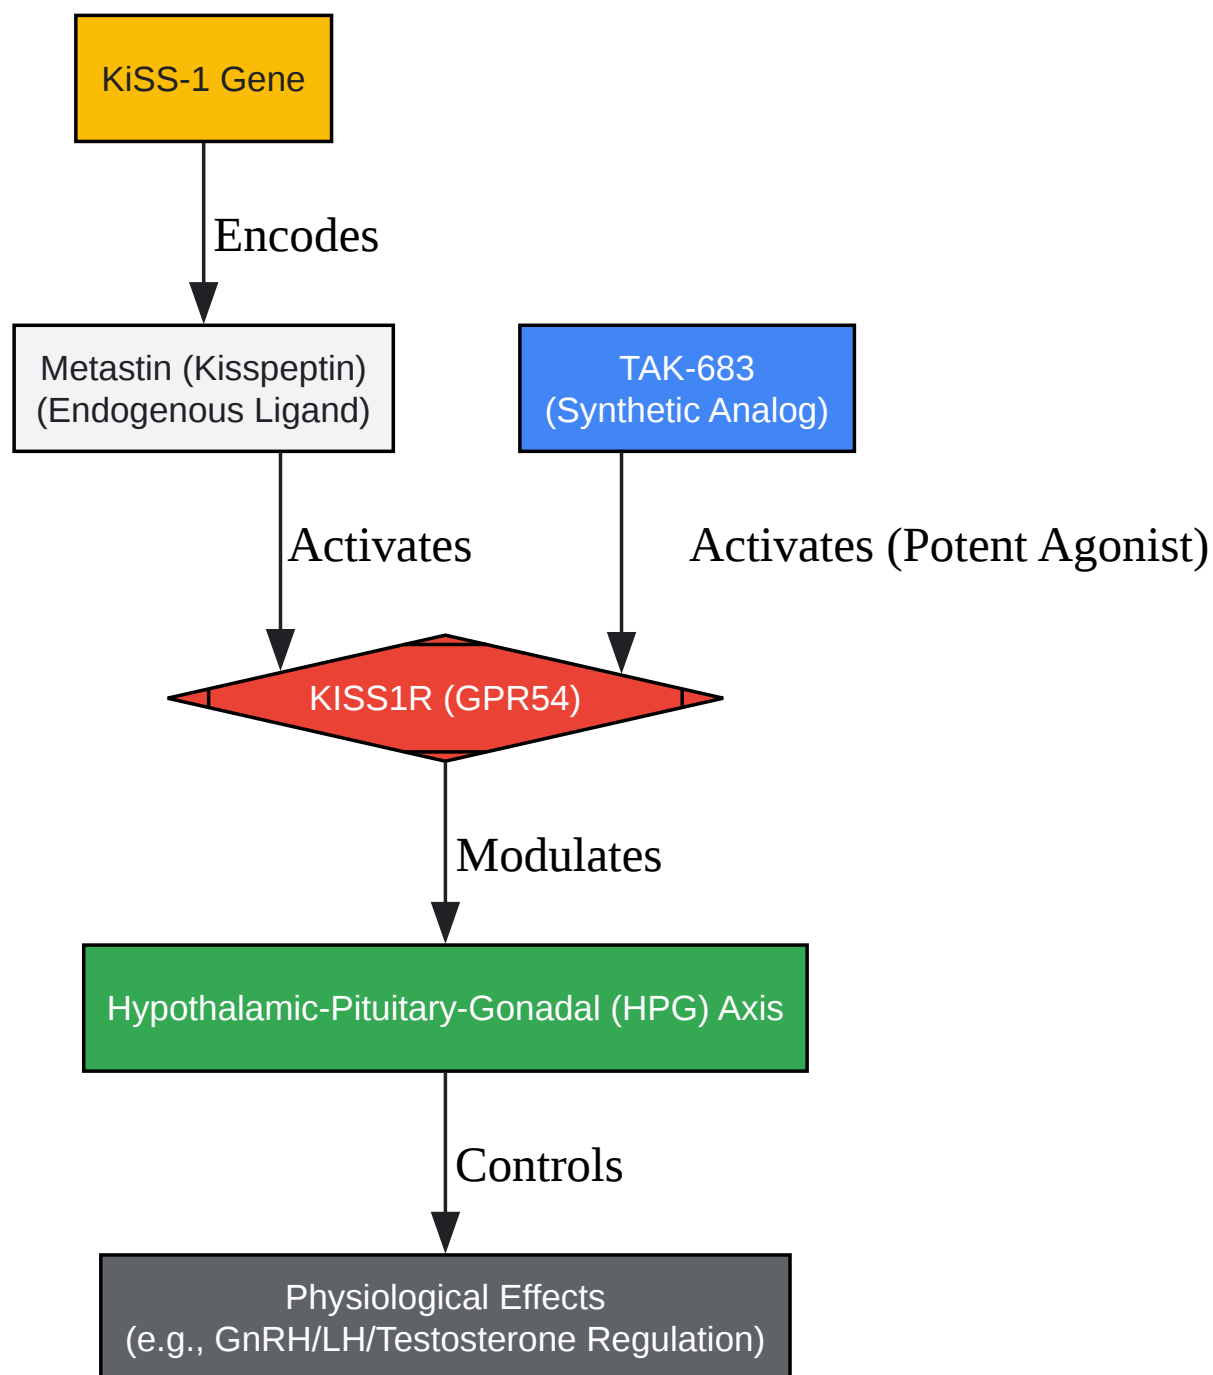 KiSS-1 Gene
Encodes
Metastin (Kisspeptin)
(Endogenous Ligand)
TAK-683
(Synthetic Analog)
Activates
Activates (Potent Agonist)
KISS1R (GPR54)
Modulates
Hypothalamic-Pituitary-Gonadal (HPG) Axis
Controls
Physiological Effects
(e.g., GnRH/LH/Testosterone Regulation)